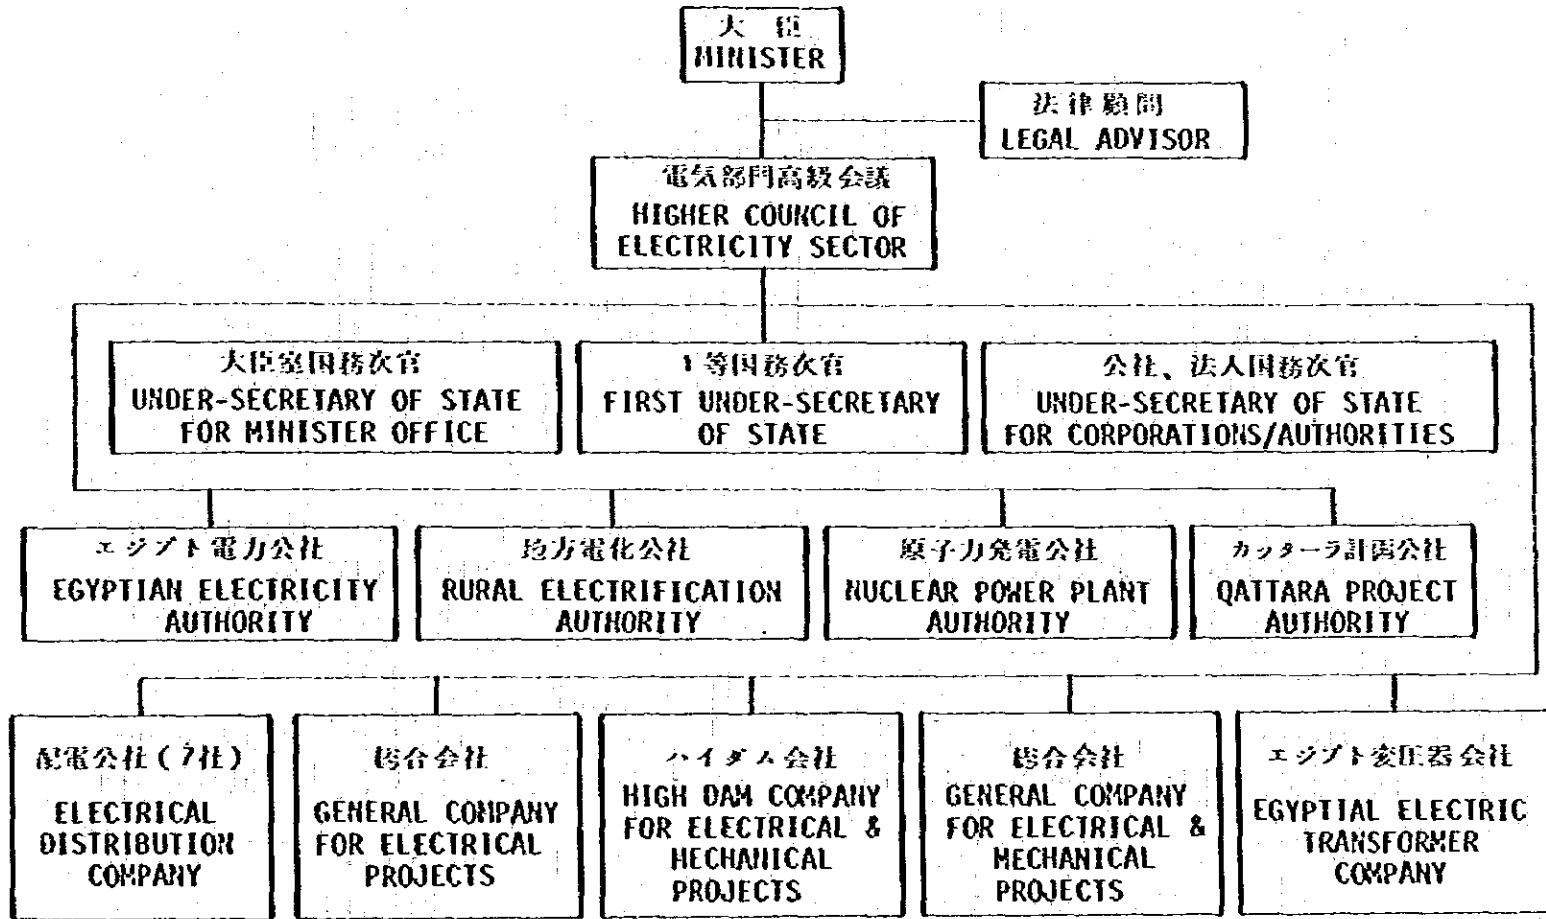 大臣
MINISTER
法律顧問
LEGAL ADVISOR
電気部門高級会議
HIGHER COUNCIL OF
ELECTRICITY SECTOR
大臣室国務次官
UNDER-SECRETARY OF STATE
FOR MINISTER OFFICE
1等国務次官
FIRST UNDER-SECRETARY
OF STATE
公社、法人国務次官
UNDER-SECRETARY OF STATE
FOR CORPORATIONS/AUTHORITIES
エジプト電力公社
EGYPTIAN ELECTRICITY
AUTHORITY
地方電化公社
RURAL ELECTRIFICATION
AUTHORITY
原子力発電公社
NUCLEAR POWER PLANT
AUTHORITY
カッターラ計画公社
QATTARA PROJECT
AUTHORITY
配電公社(7社)
ELECTRICAL
DISTRIBUTION
COMPANY
総合会社
GENERAL COMPANY
FOR ELECTRICAL
PROJECTS
ハイダム会社
HIGH DAM COMPANY
FOR ELECTRICAL &
MECHANICAL
PROJECTS
総合会社
GENERAL COMPANY
FOR ELECTRICAL &
MECHANICAL
PROJECTS
エジプト変圧器会社
EGYPTIAL ELECTRIC
TRANSFORMER
COMPANY